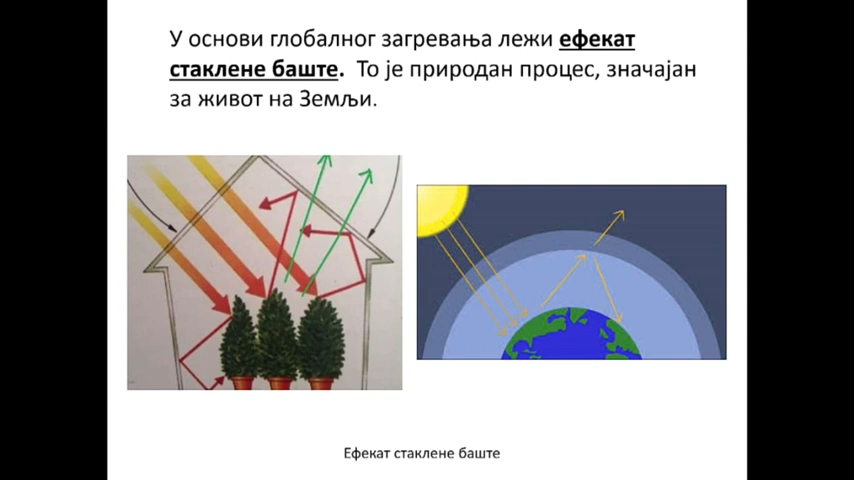 У основи глобалног загревања лежи ефекат
стаклене баште. То је природан процес, значајан
за живот на Земљи.
Ефекат стаклене баште